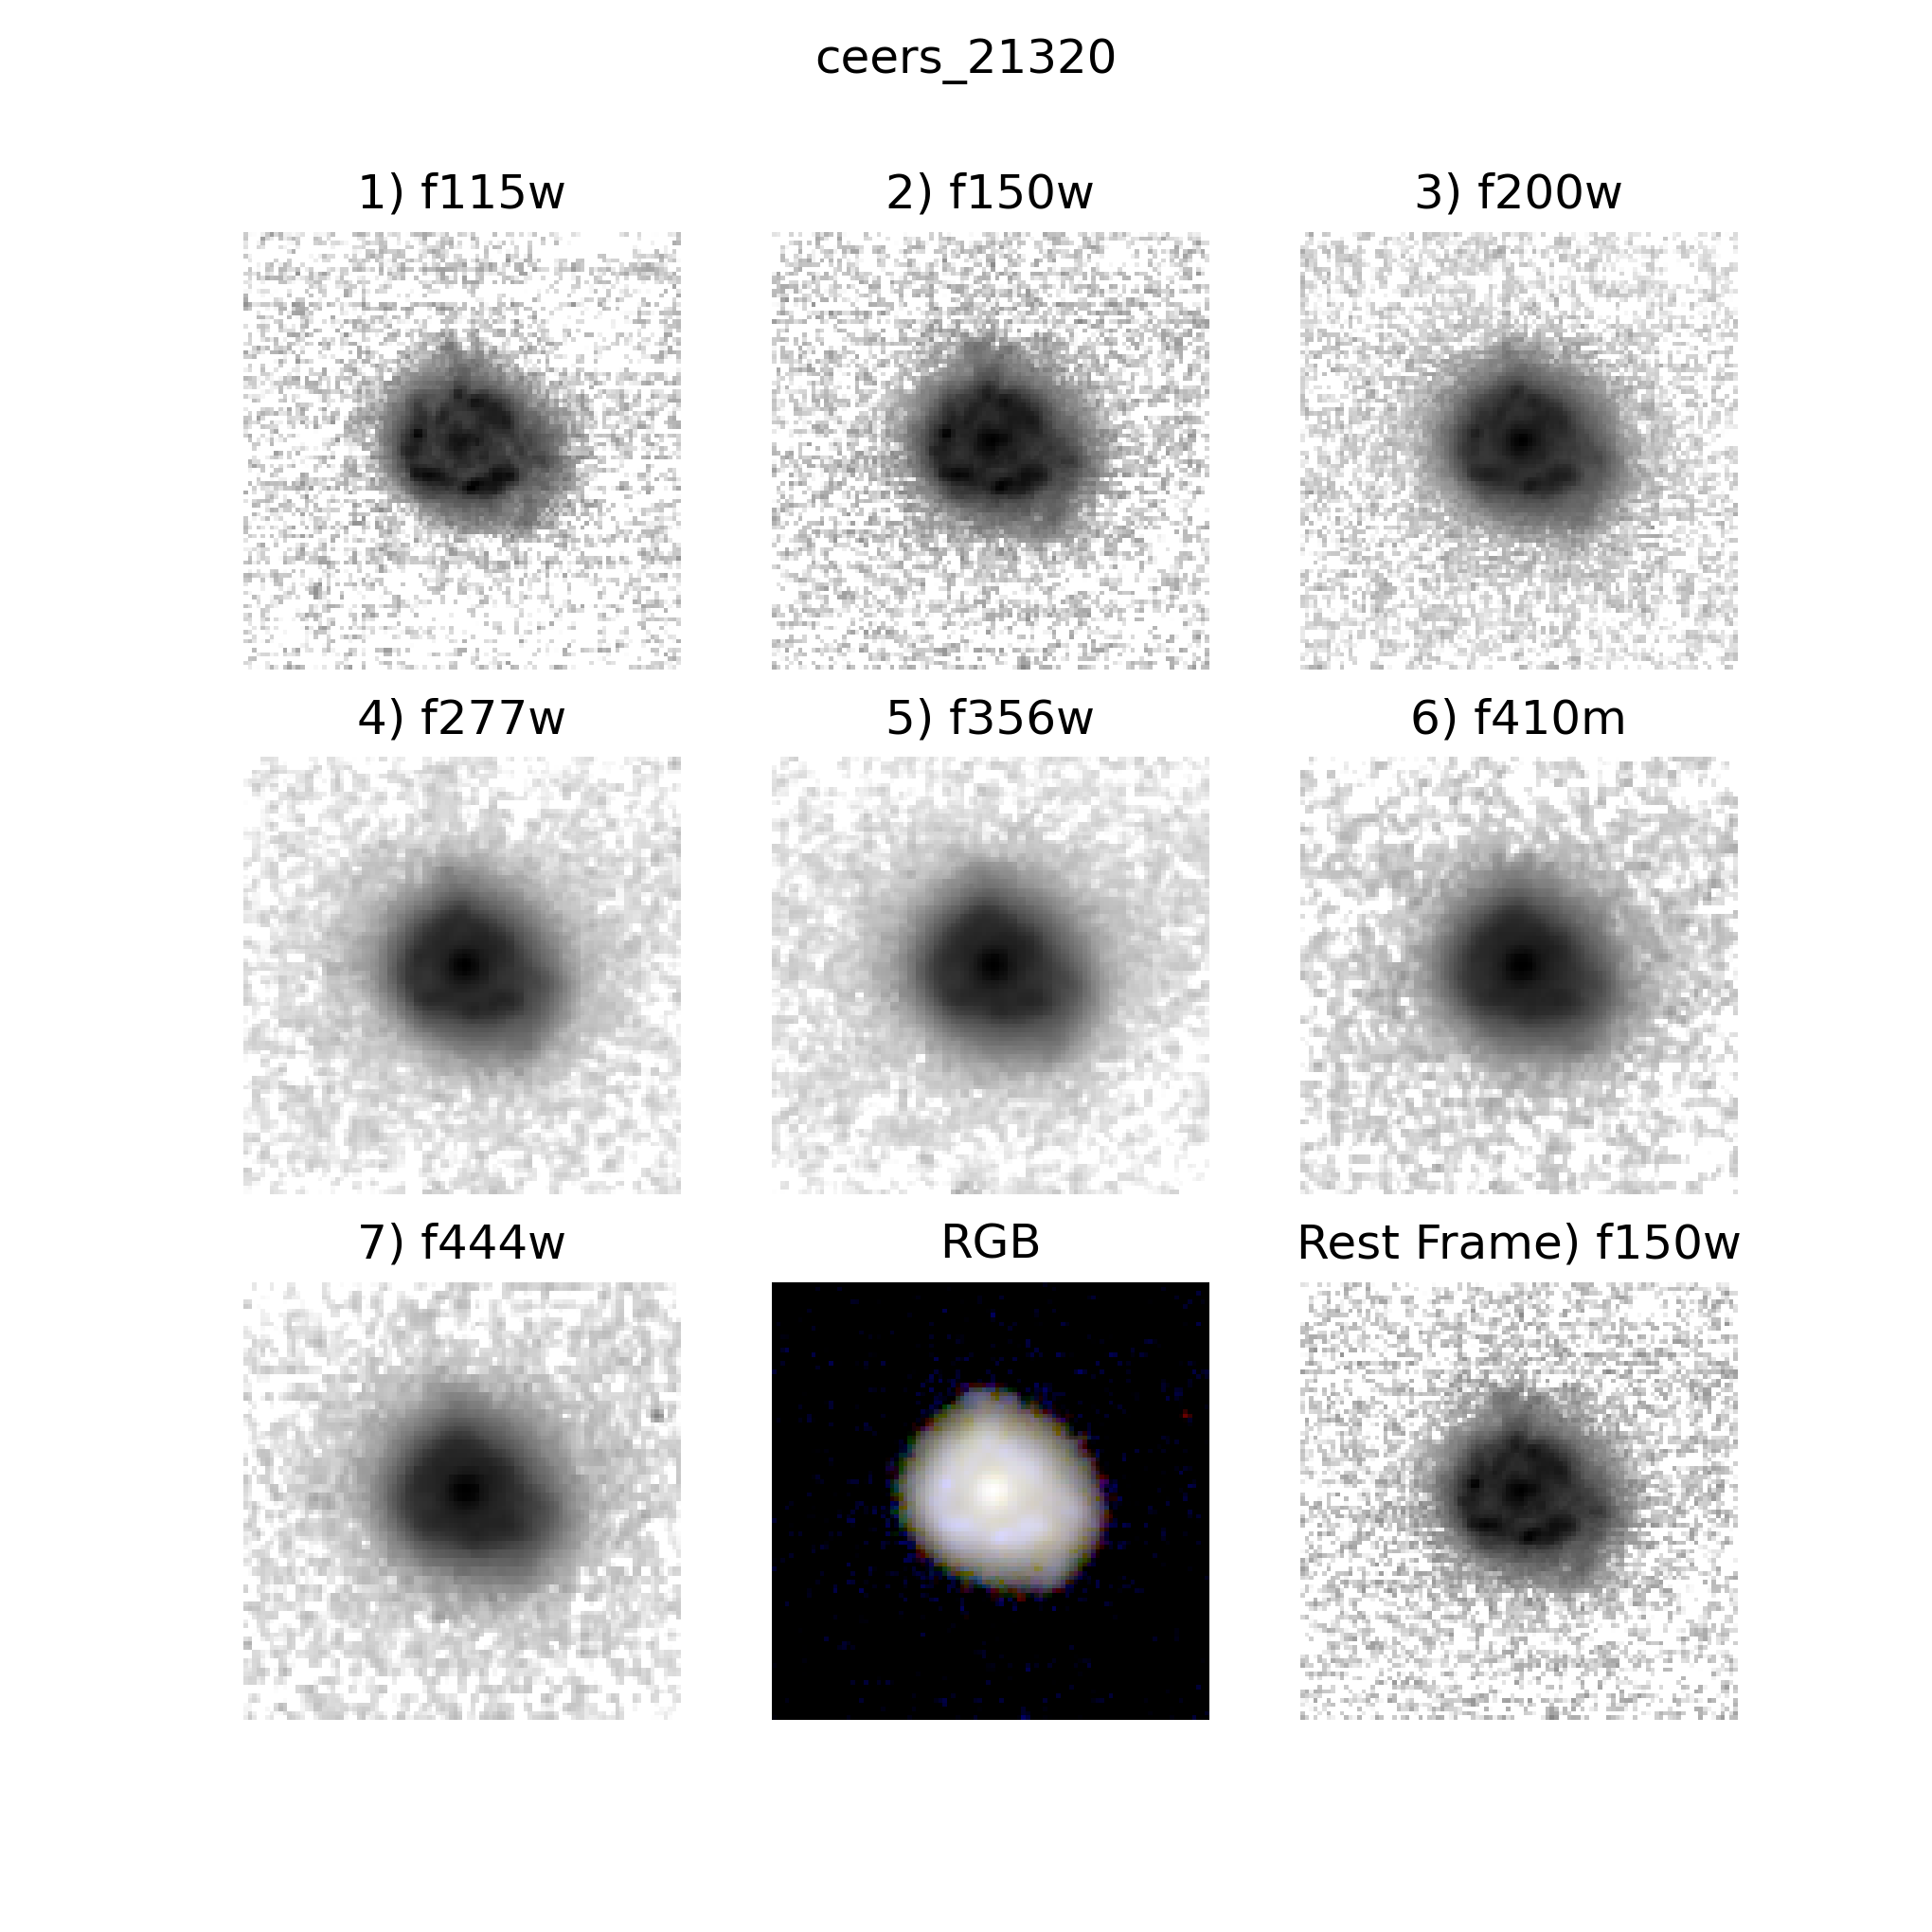 ceers_21320
1) f115w
2) f150w
3) f200w
4) f277w
5) f356w
6) f410m
7) f444w
RGB
Rest Frame) f150w